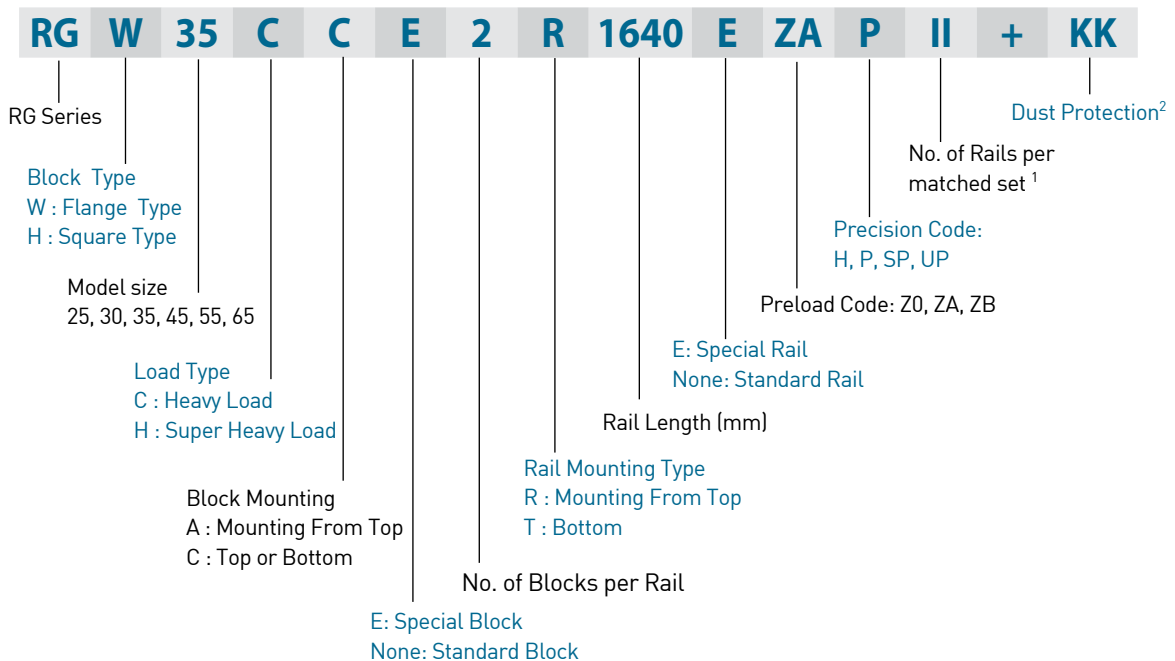 RG W 35 C C E 2 R 1640 E ZA P II + KK
RG Series
Block Type
W : Flange Type
H : Square Type
Model size
25, 30, 35, 45, 55, 65
Load Type
C : Heavy Load
H : Super Heavy Load
Block Mounting
A : Mounting From Top
C : Top or Bottom
E: Special Block
None: Standard Block
No. of Blocks per Rail
Rail Mounting Type
R : Mounting From Top
T : Bottom
Rail Length (mm)
E: Special Rail
None: Standard Rail
Preload Code: Z0, ZA, ZB
Precision Code:
H, P, SP, UP
No. of Rails per
matched set ¹
Dust Protection²